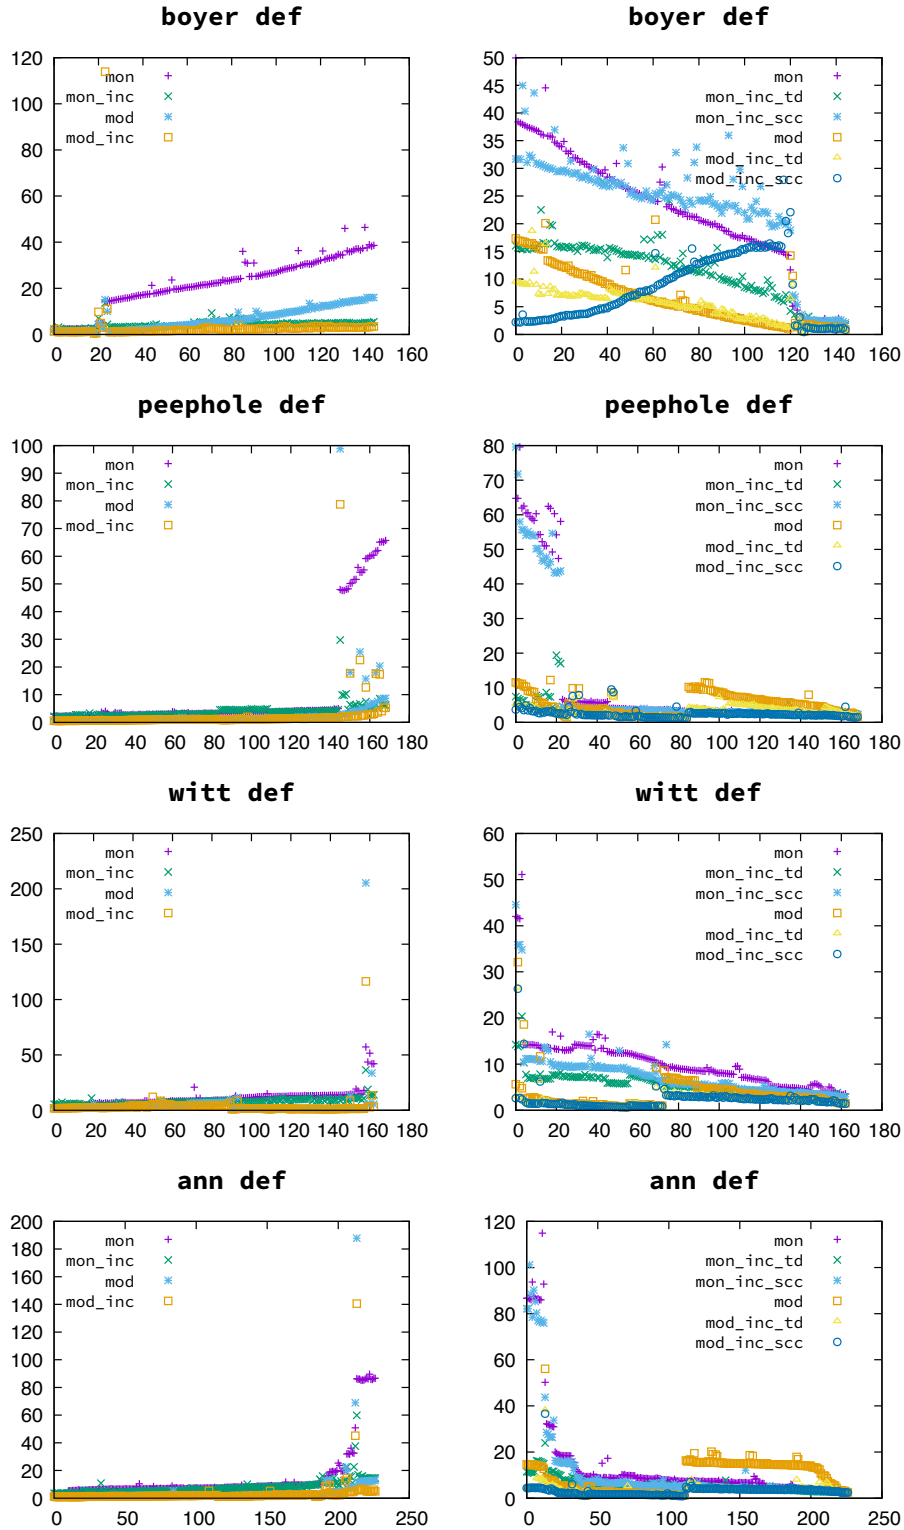 boyer def
120
100
80
60
40
20
0
mon
mon_inc
mod
mod_inc
0 20 40 60 80 100 120 140 160
boyer def
50
45
40
35
30
25
20
15
10
5
0
mon
mon_inc_td
mon_inc_scc
mod
mod_inc_td
mod_inc_scc
0 20 40 60 80 100 120 140 160
peephole def
100
90
80
70
60
50
40
30
20
10
0
mon
mon_inc
mod
mod_inc
0 20 40 60 80 100 120 140 160 180
peephole def
80
70
60
50
40
30
20
10
0
mon
mon_inc_td
mon_inc_scc
mod
mod_inc_td
mod_inc_scc
0 20 40 60 80 100 120 140 160 180
witt def
250
200
150
100
50
0
mon
mon_inc
mod
mod_inc
0 20 40 60 80 100 120 140 160 180
witt def
60
50
40
30
20
10
0
mon
mon_inc_td
mon_inc_scc
mod
mod_inc_td
mod_inc_scc
0 20 40 60 80 100 120 140 160 180
ann def
200
180
160
140
120
100
80
60
40
20
0
mon
mon_inc
mod
mod_inc
0 50 100 150 200 250
ann def
120
100
80
60
40
20
0
mon
mon_inc_td
mon_inc_scc
mod
mod_inc_td
mod_inc_scc
0 50 100 150 200 250